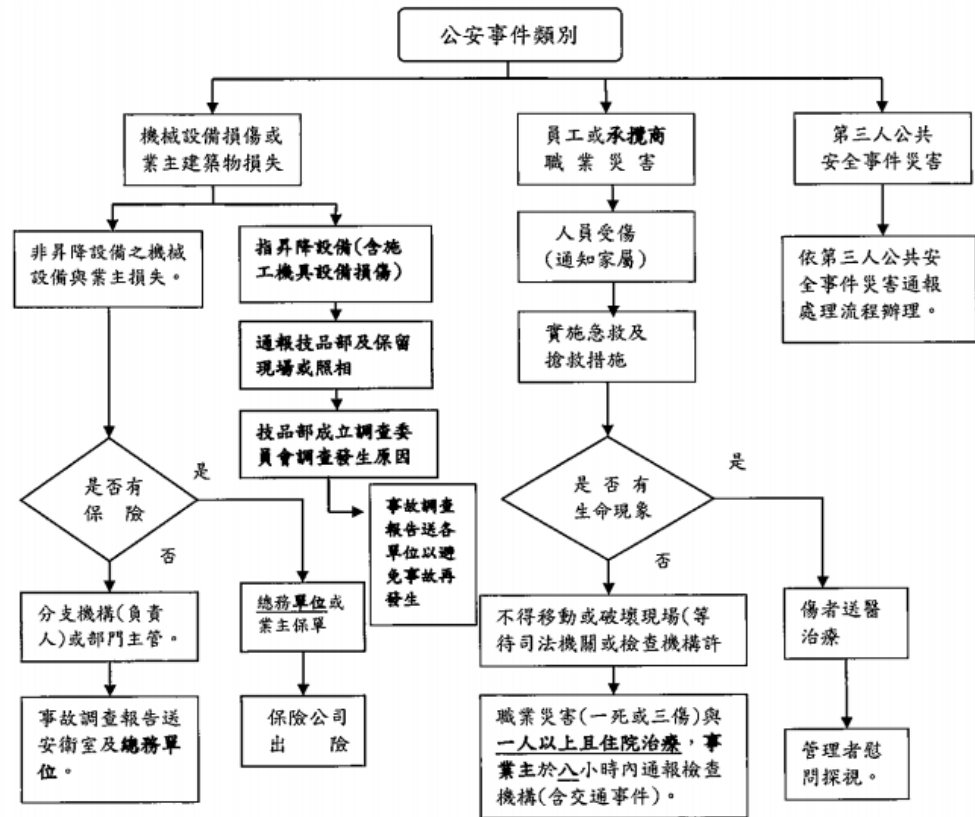 公安事件類別
機械設備損傷或
業主建築物損失
員工或承攬商
職業災害
第三人公共
安全事件災害
非昇降設備之機械
設備與業主損失。
指昇降設備(含施
工機具設備損傷)
人員受傷
(通知家屬)
依第三人公共安
全事件災害通報
處理流程辦理。
通報技品部及保留
現場或照相
實施急救及
搶救措施
技品部成立調查委
員會調查發生原因
是否有
保險
是
否
事故調查
報告送各
單位以避
免事故再
發生
是否有
生命現象
是
否
分支機構(負責
人)或部門主管。
總務單位或
業主保單
不得移動或破壞現場(等
待司法機關或檢查機構許
傷者送醫
治療
事故調查報告送
安衛室及總務單
位。
保險公司
出險
職業災害(一死或三傷)與
一人以上且住院治療，事
業主於八小時內通報檢查
機構(含交通事件)。
管理者慰
問探視。